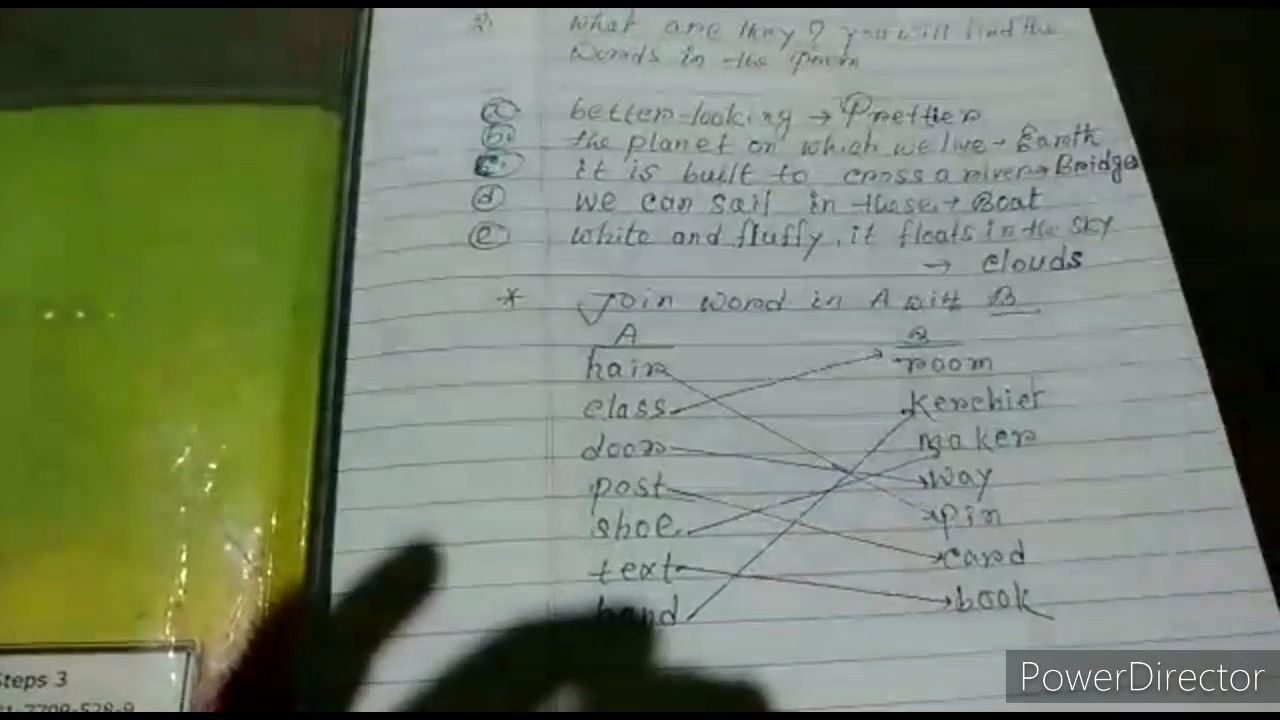 2. What are they? you will find the
words in the poem
a. better-looking → Prettier
b. the planet on which we live → Earth
c. it is built to cross a river → Bridge
d. we can sail in these → Boat
e. white and fluffy, it floats in the sky
→ clouds
* Join word in A with B
A B
hair room
class kerchief
door maker
post way
shoe pin
text card
hand book
Steps 3
PowerDirector